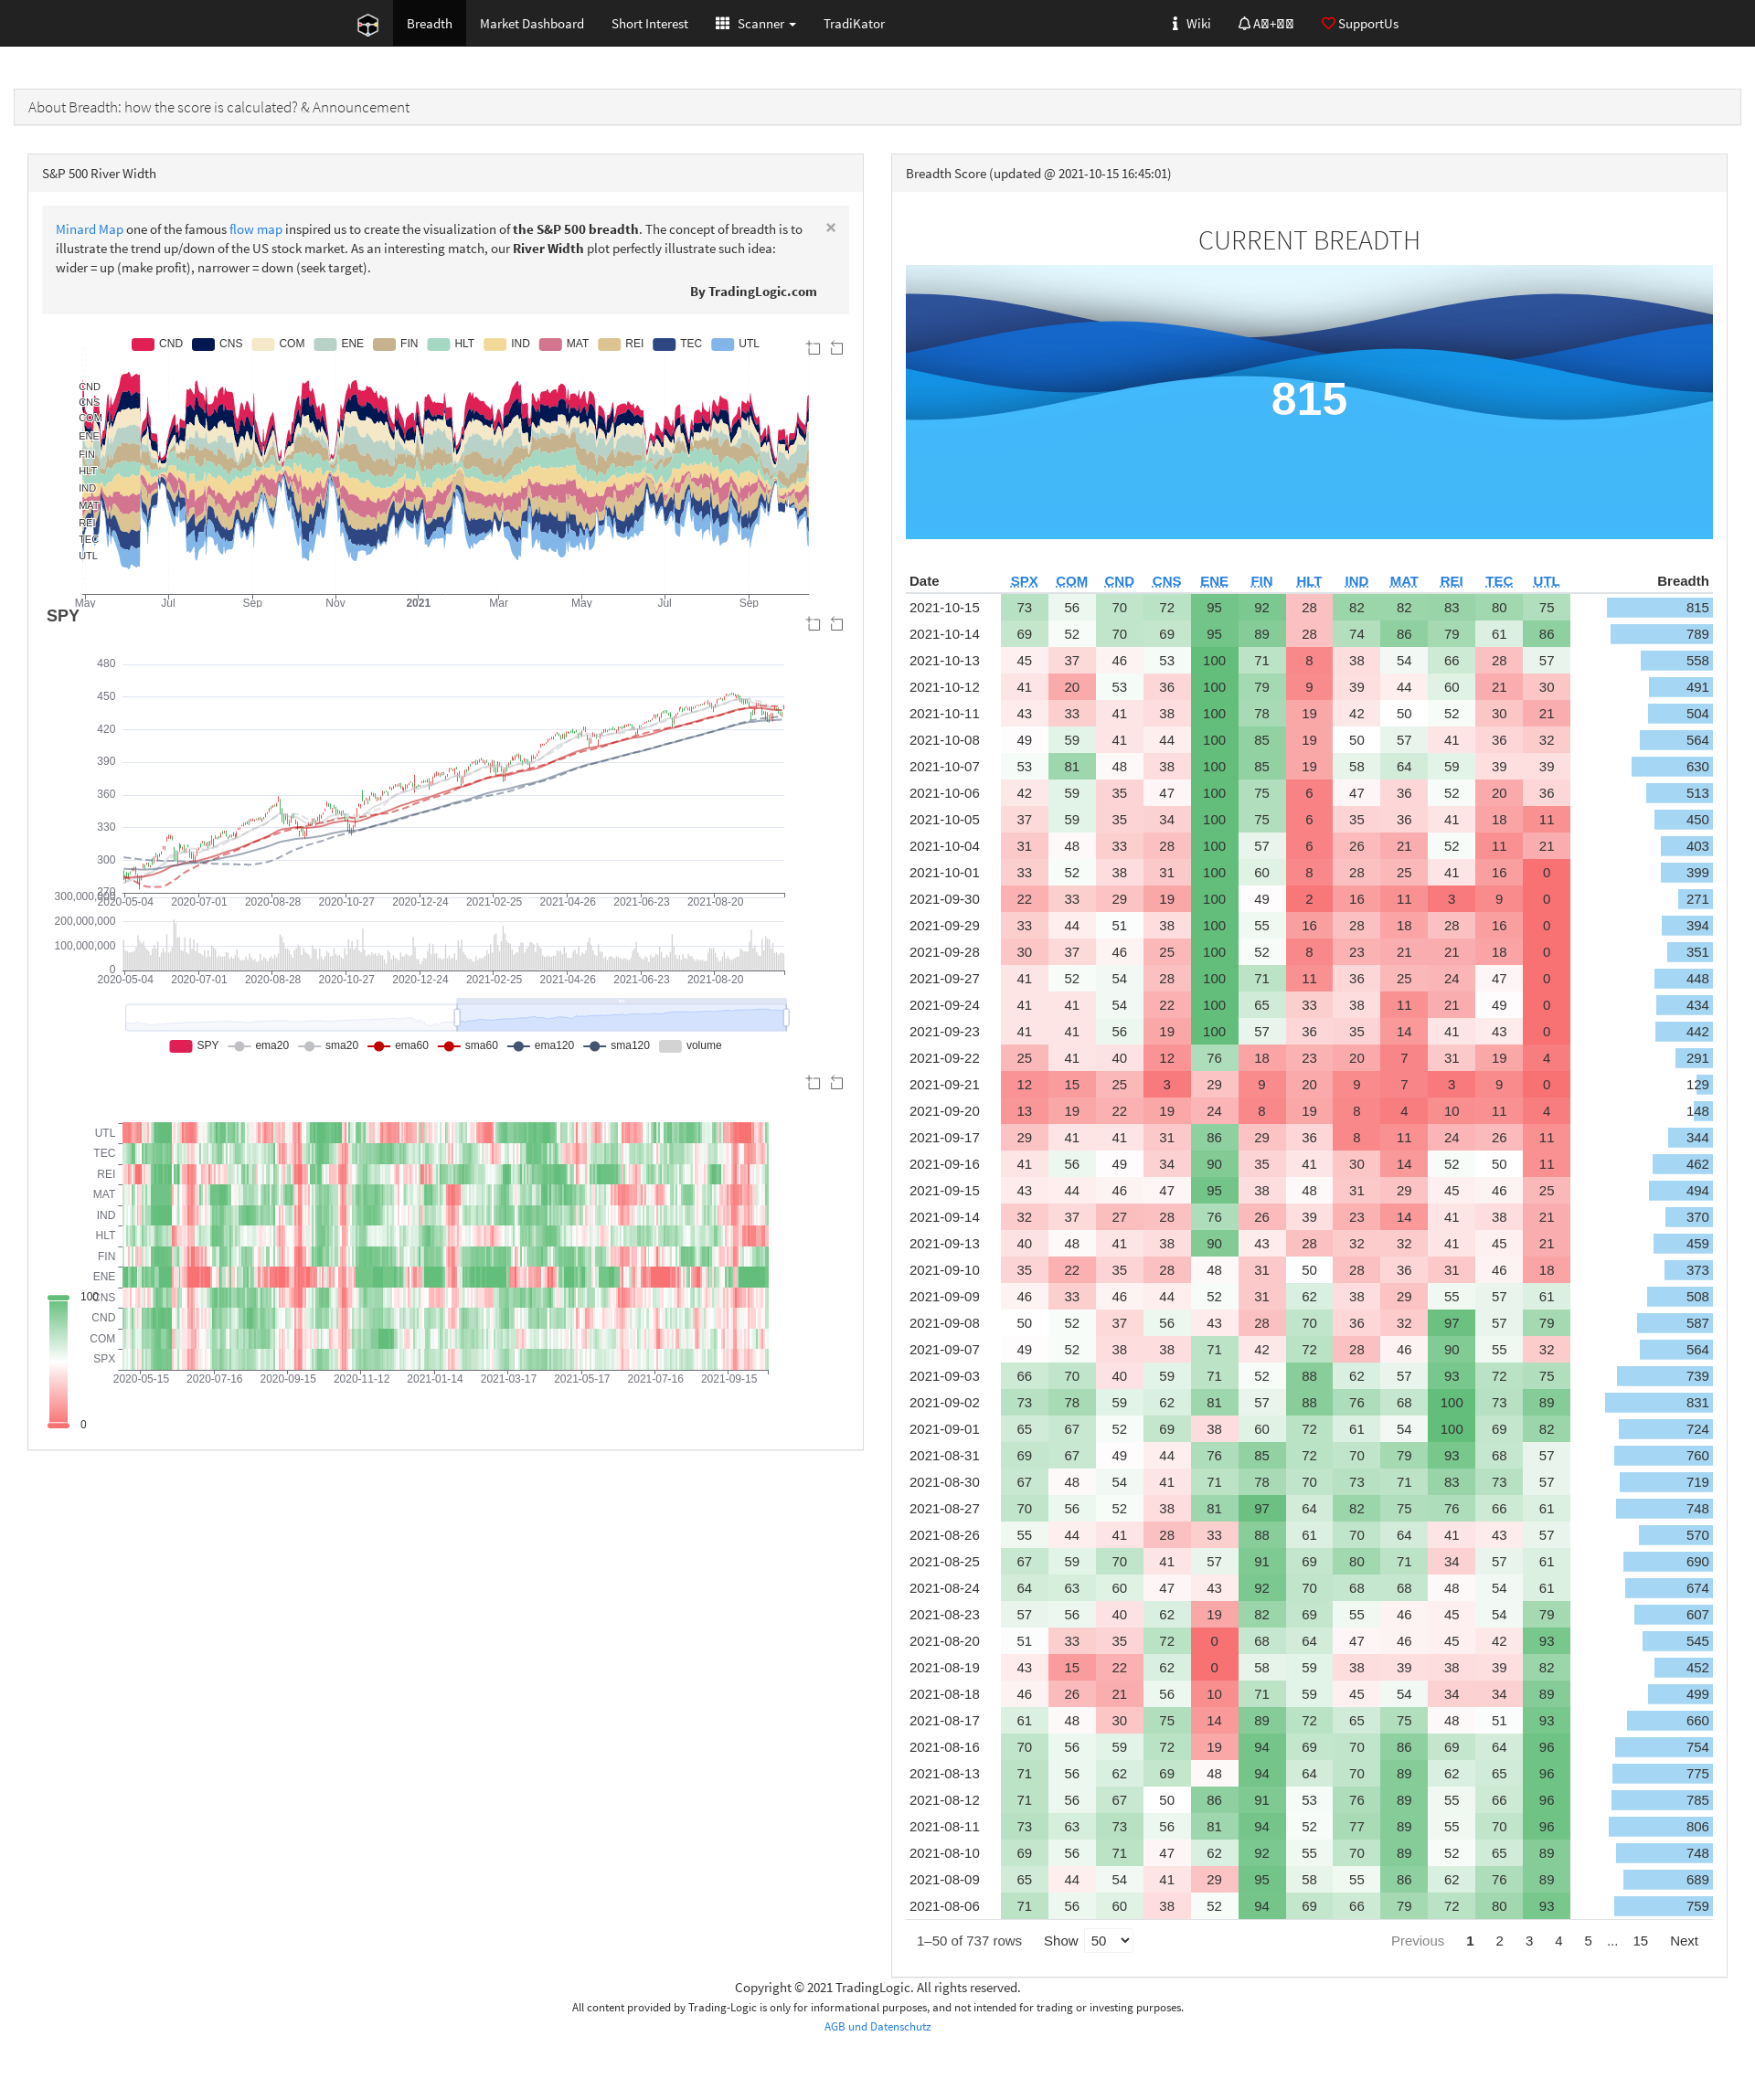 Breadth Market Dashboard Short Interest Scanner TradiKator Wiki SupportUs
About Breadth: how the score is calculated? & Announcement
S&P 500 River Width
Minard Map one of the famous flow map inspired us to create the visualization of the S&P 500 breadth. The concept of breadth is to
illustrate the trend up/down of the US stock market. As an interesting match, our River Width plot perfectly illustrate such idea:
wider = up (make profit), narrower = down (seek target).
By TradingLogic.com
CND CNS COM ENE FIN HLT IND MAT REI TEC UTL
CND
CNS
COM
ENE
FIN
HLT
IND
MAT
REI
TEC
UTL
May Jul Sep Nov 2021 Mar May Jul Sep
SPY
480
450
420
390
360
330
300
270
2020-05-04 2020-07-01 2020-08-28 2020-10-27 2020-12-24 2021-02-25 2021-04-26 2021-06-23 2021-08-20
300,000,000
200,000,000
100,000,000
0
2020-05-04 2020-07-01 2020-08-28 2020-10-27 2020-12-24 2021-02-25 2021-04-26 2021-06-23 2021-08-20
SPY ema20 sma20 ema60 sma60 ema120 sma120 volume
UTL
TEC
REI
MAT
IND
HLT
FIN
ENE
CNS
CND
COM
SPX
100
0
2020-05-15 2020-07-16 2020-09-15 2020-11-12 2021-01-14 2021-03-17 2021-05-17 2021-07-16 2021-09-15
Breadth Score (updated @ 2021-10-15 16:45:01)
CURRENT BREADTH
815
Date SPX COM CND CNS ENE FIN HLT IND MAT REI TEC UTL Breadth
2021-10-15 73 56 70 72 95 92 28 82 82 83 80 75 815
2021-10-14 69 52 70 69 95 89 28 74 86 79 61 86 789
2021-10-13 45 37 46 53 100 71 8 38 54 66 28 57 558
2021-10-12 41 20 53 36 100 79 9 39 44 60 21 30 491
2021-10-11 43 33 41 38 100 78 19 42 50 52 30 21 504
2021-10-08 49 59 41 44 100 85 19 50 57 41 36 32 564
2021-10-07 53 81 48 38 100 85 19 58 64 59 39 39 630
2021-10-06 42 59 35 47 100 75 6 47 36 52 20 36 513
2021-10-05 37 59 35 34 100 75 6 35 36 41 18 11 450
2021-10-04 31 48 33 28 100 57 6 26 21 52 11 21 403
2021-10-01 33 52 38 31 100 60 8 28 25 41 16 0 399
2021-09-30 22 33 29 19 100 49 2 16 11 3 9 0 271
2021-09-29 33 44 51 38 100 55 16 28 18 28 16 0 394
2021-09-28 30 37 46 25 100 52 8 23 21 21 18 0 351
2021-09-27 41 52 54 28 100 71 11 36 25 24 47 0 448
2021-09-24 41 41 54 22 100 65 33 38 11 21 49 0 434
2021-09-23 41 41 56 19 100 57 36 35 14 41 43 0 442
2021-09-22 25 41 40 12 76 18 23 20 7 31 19 4 291
2021-09-21 12 15 25 3 29 9 20 9 7 3 9 0 129
2021-09-20 13 19 22 19 24 8 19 8 4 10 11 4 148
2021-09-17 29 41 41 31 86 29 36 8 11 24 26 11 344
2021-09-16 41 56 49 34 90 35 41 30 14 52 50 11 462
2021-09-15 43 44 46 47 95 38 48 31 29 45 46 25 494
2021-09-14 32 37 27 28 76 26 39 23 14 41 38 21 370
2021-09-13 40 48 41 38 90 43 28 32 32 41 45 21 459
2021-09-10 35 22 35 28 48 31 50 28 36 31 46 18 373
2021-09-09 46 33 46 44 52 31 62 38 29 55 57 61 508
2021-09-08 50 52 37 56 43 28 70 36 32 97 57 79 587
2021-09-07 49 52 38 38 71 42 72 28 46 90 55 32 564
2021-09-03 66 70 40 59 71 52 88 62 57 93 72 75 739
2021-09-02 73 78 59 62 81 57 88 76 68 100 73 89 831
2021-09-01 65 67 52 69 38 60 72 61 54 100 69 82 724
2021-08-31 69 67 49 44 76 85 72 70 79 93 68 57 760
2021-08-30 67 48 54 41 71 78 70 73 71 83 73 57 719
2021-08-27 70 56 52 38 81 97 64 82 75 76 66 61 748
2021-08-26 55 44 41 28 33 88 61 70 64 41 43 57 570
2021-08-25 67 59 70 41 57 91 69 80 71 34 57 61 690
2021-08-24 64 63 60 47 43 92 70 68 68 48 54 61 674
2021-08-23 57 56 40 62 19 82 69 55 46 45 54 79 607
2021-08-20 51 33 35 72 0 68 64 47 46 45 42 93 545
2021-08-19 43 15 22 62 0 58 59 38 39 38 39 82 452
2021-08-18 46 26 21 56 10 71 59 45 54 34 34 89 499
2021-08-17 61 48 30 75 14 89 72 65 75 48 51 93 660
2021-08-16 70 56 59 72 19 94 69 70 86 69 64 96 754
2021-08-13 71 56 62 69 48 94 64 70 89 62 65 96 775
2021-08-12 71 56 67 50 86 91 53 76 89 55 66 96 785
2021-08-11 73 63 73 56 81 94 52 77 89 55 70 96 806
2021-08-10 69 56 71 47 62 92 55 70 89 52 65 89 748
2021-08-09 65 44 54 41 29 95 58 55 86 62 76 89 689
2021-08-06 71 56 60 38 52 94 69 66 79 72 80 93 759
1–50 of 737 rows Show 50 Previous 1 2 3 4 5 ... 15 Next
Copyright © 2021 TradingLogic. All rights reserved.
All content provided by Trading-Logic is only for informational purposes, and not intended for trading or investing purposes.
AGB und Datenschutz